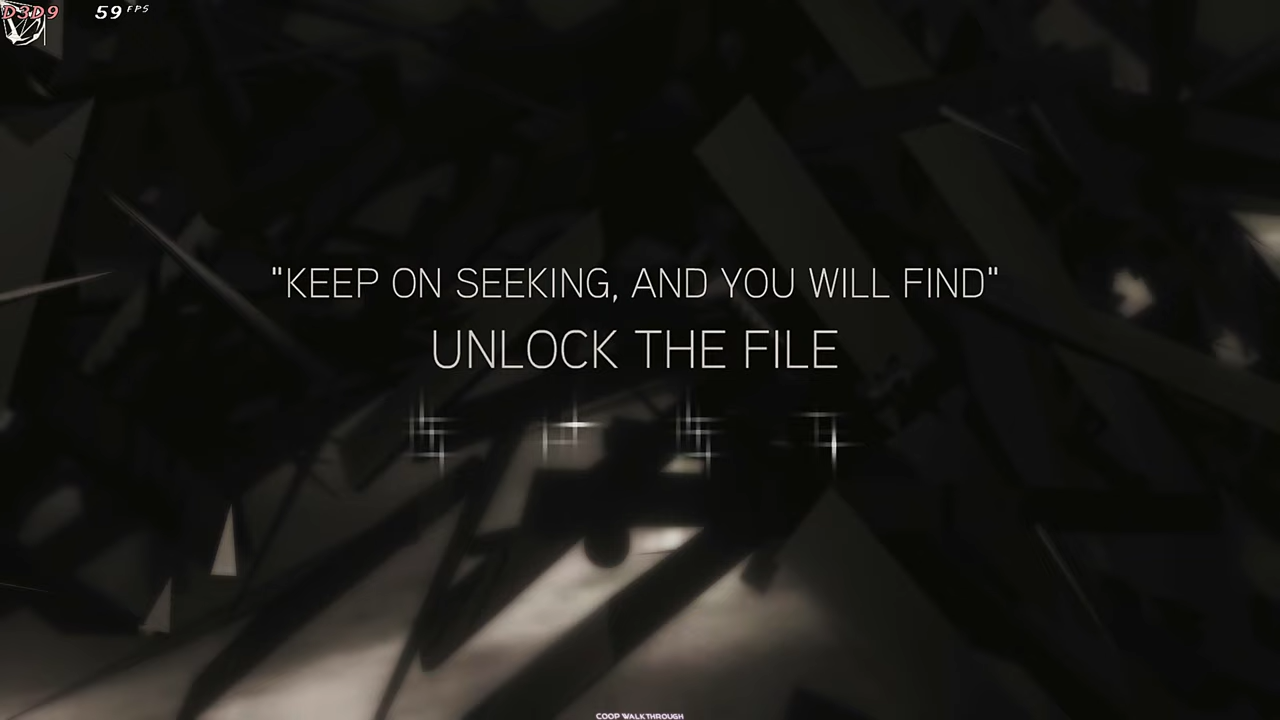 D3D9 59 FPS
"KEEP ON SEEKING, AND YOU WILL FIND"
UNLOCK THE FILE
COOP WALKTHROUGH